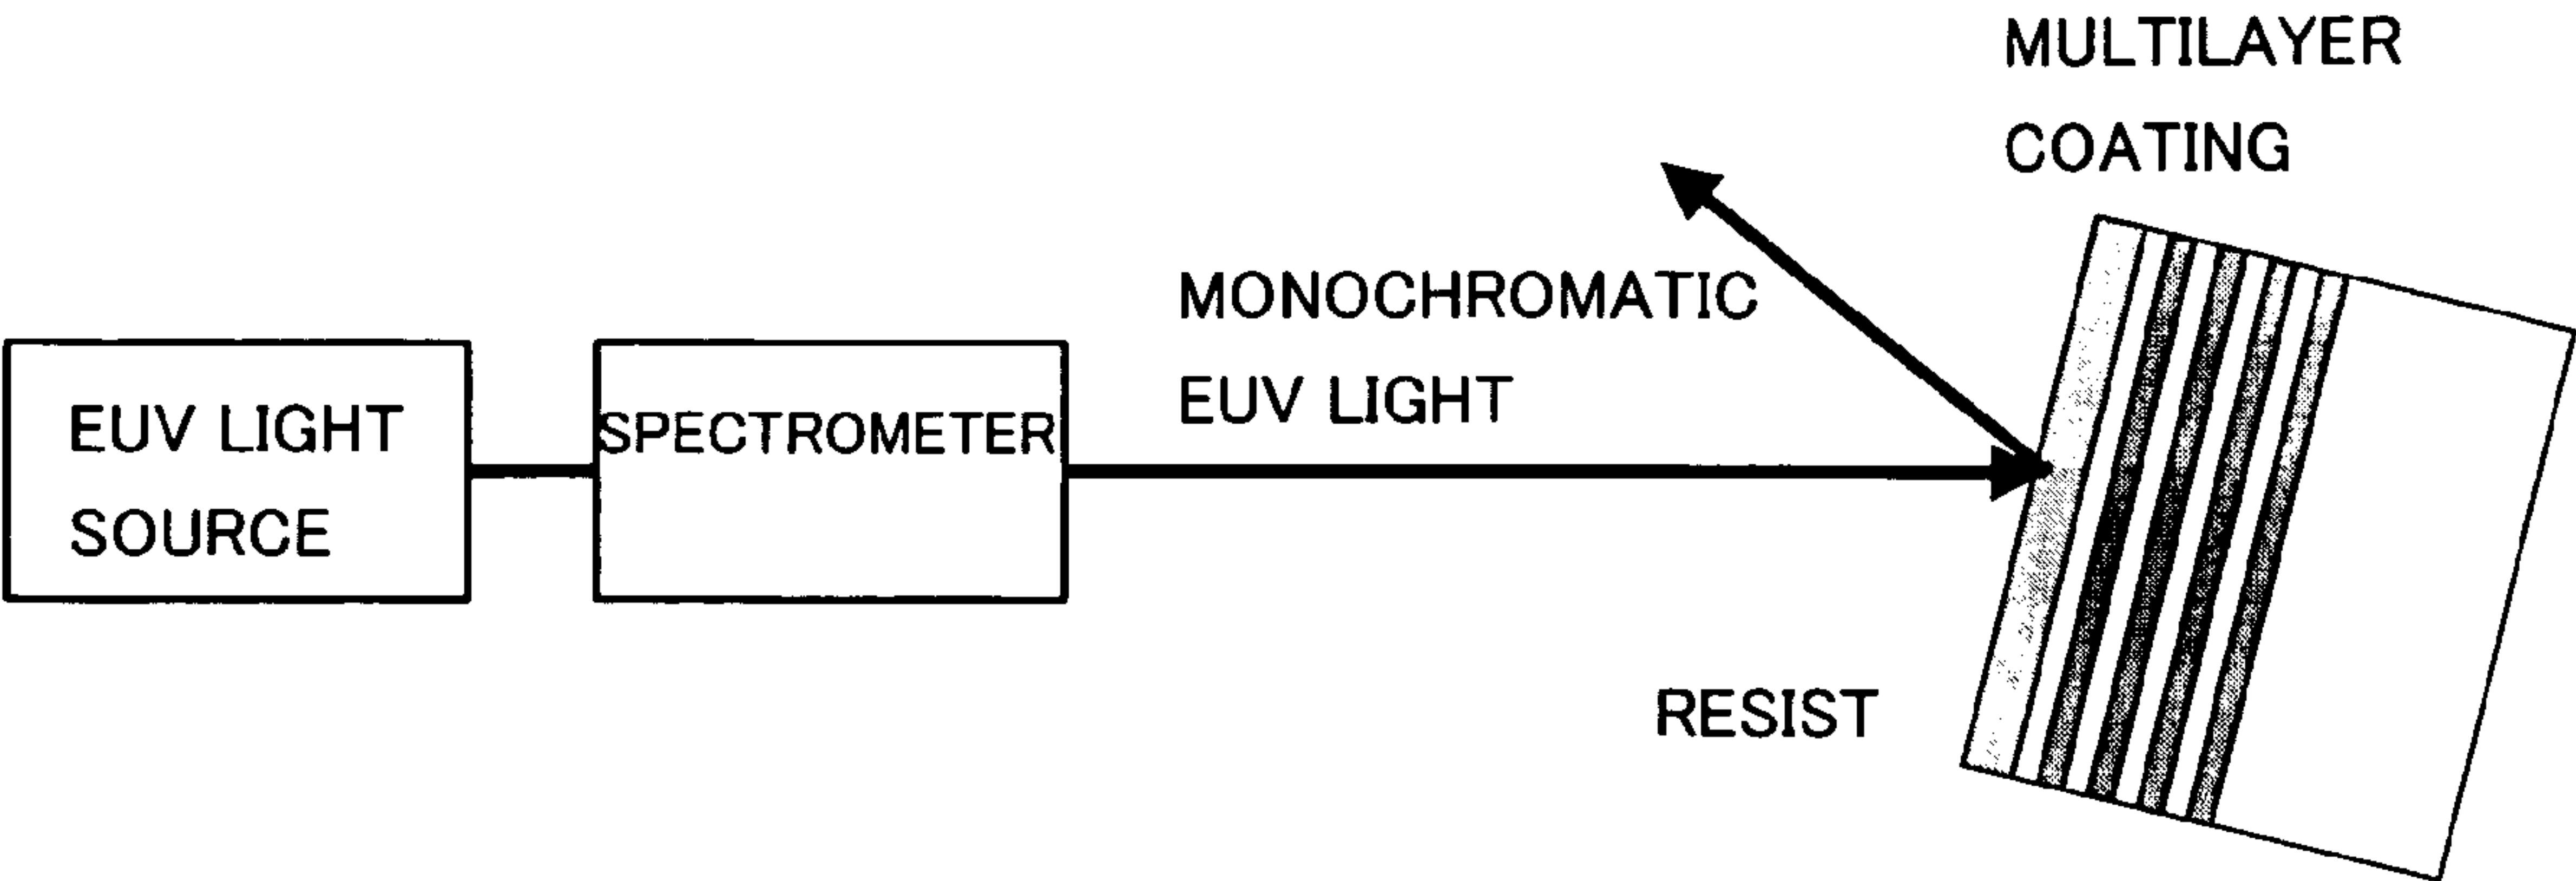 MULTILAYER
COATING
MONOCHROMATIC
EUV LIGHT
EUV LIGHT
SOURCE
SPECTROMETER
RESIST